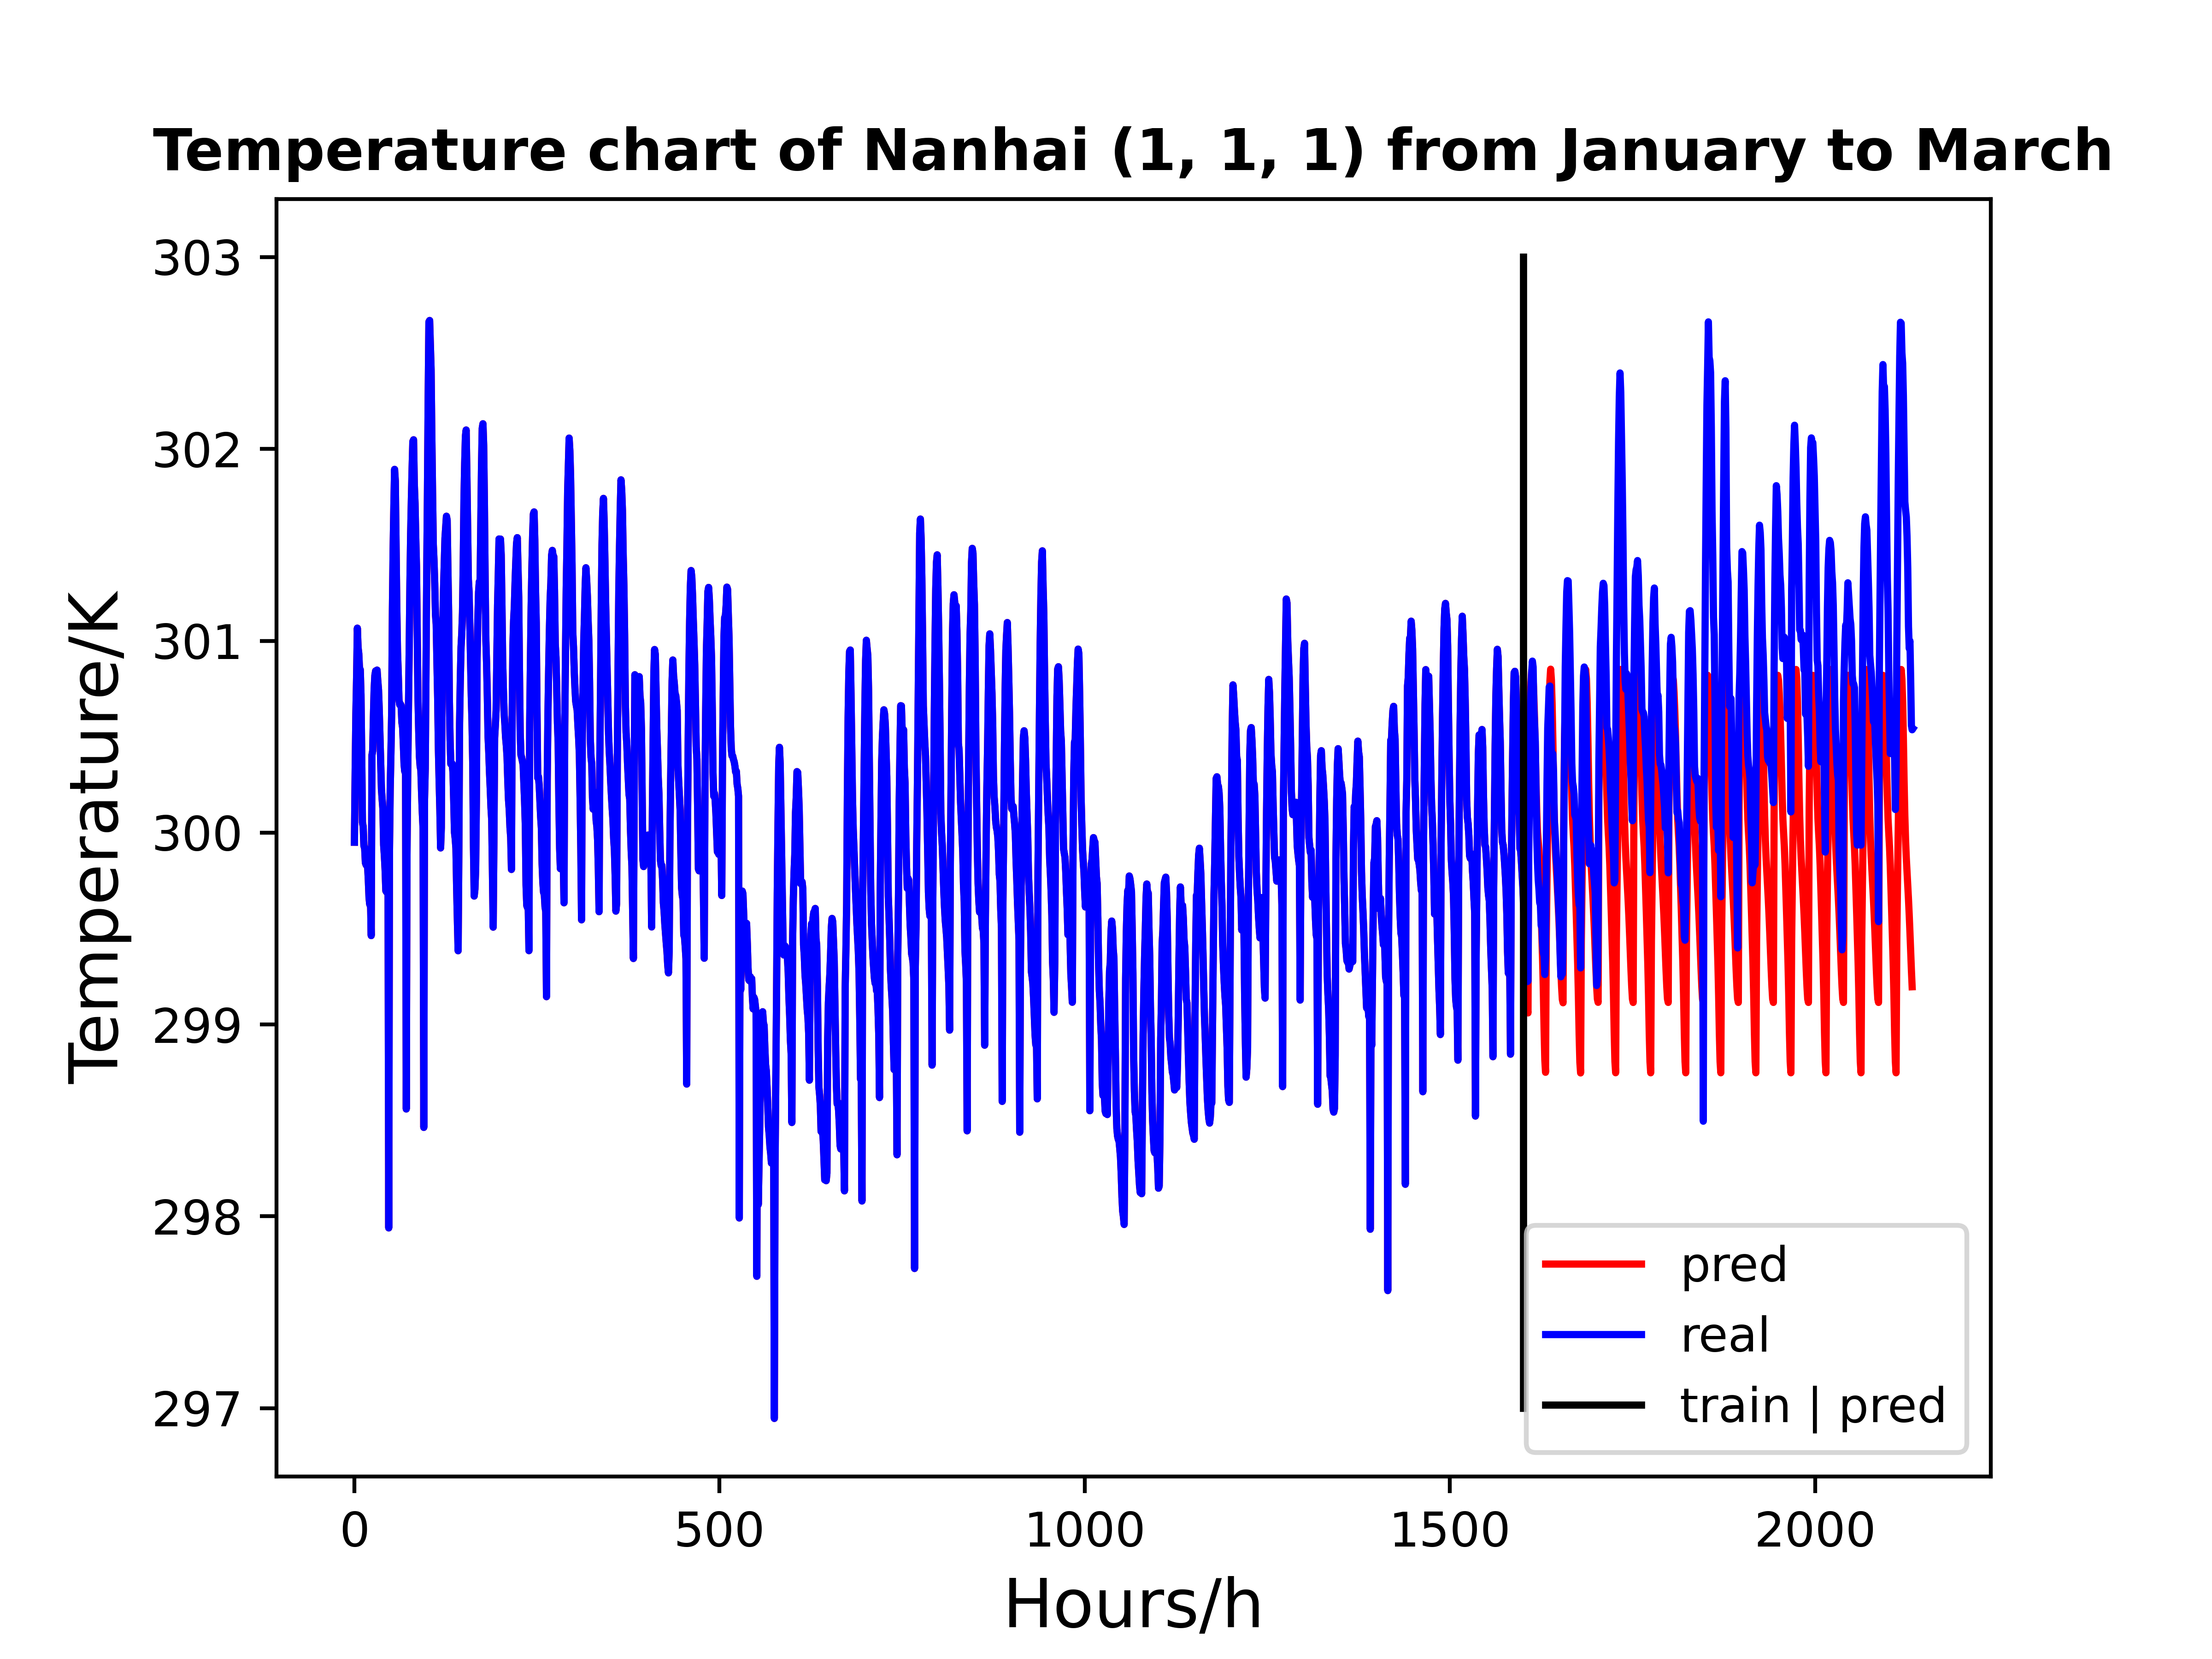 Temperature chart of Nanhai (1, 1, 1) from January to March
Temperature/K
303
302
301
300
299
298
297
pred
real
train | pred
0 500 1000 1500 2000
Hours/h